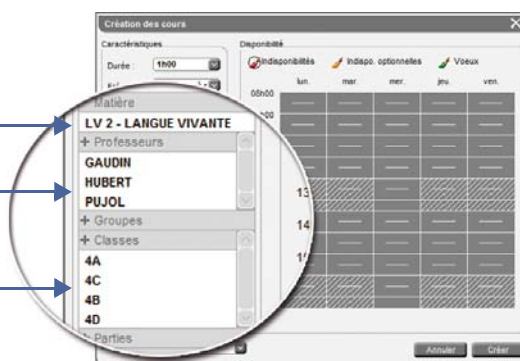 Création des cours
Caractéristiques
Disponibilité
Durée : 1h00
Indisponibilités Indispo. optionnelles Voeux
lun. mar. mer. jeu. ven.
08h00
Matière
LV 2 - LANGUE VIVANTE
+ Professeurs
GAUDIN
HUBERT
PUJOL
+ Groupes
+ Classes
4A
4C
4B
4D
Parties
13
14
Annuler Créer